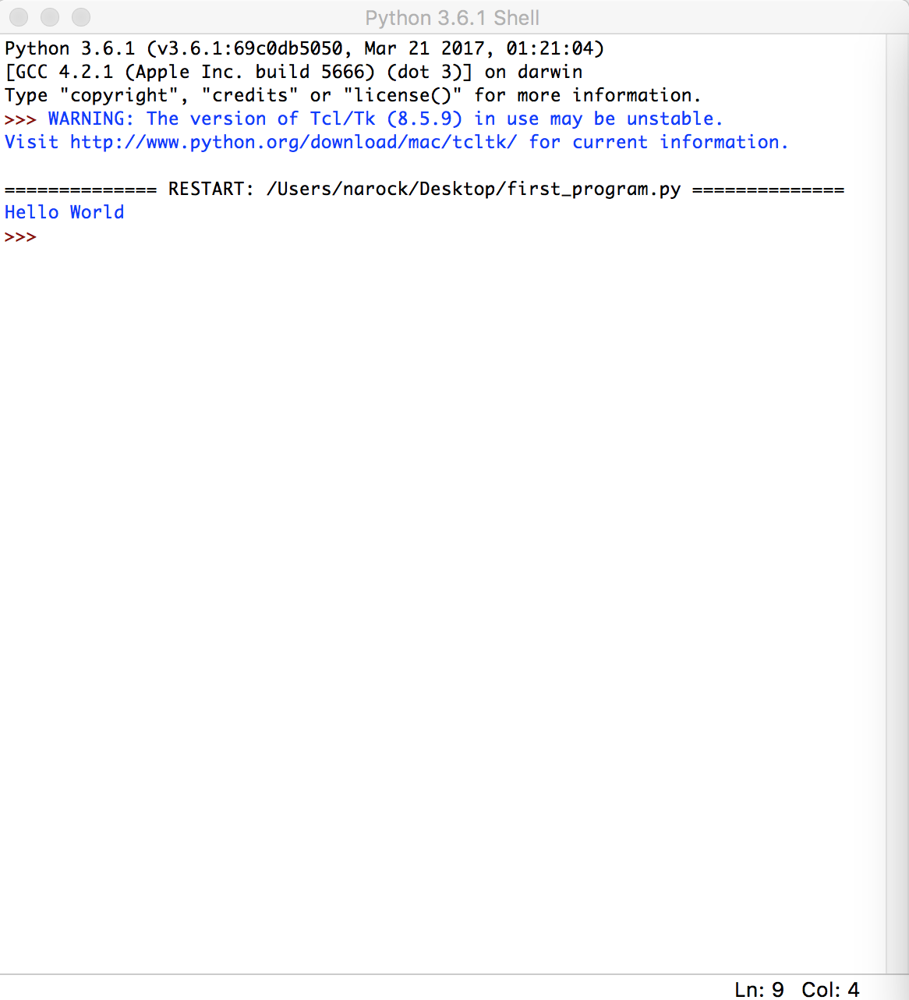 Python 3.6.1 Shell
Python 3.6.1 (v3.6.1:69c0db5050, Mar 21 2017, 01:21:04)
[GCC 4.2.1 (Apple Inc. build 5666) (dot 3)] on darwin
Type "copyright", "credits" or "license()" for more information.
>>> WARNING: The version of Tcl/Tk (8.5.9) in use may be unstable.
Visit http://www.python.org/download/mac/tcltk/ for current information.
============== RESTART: /Users/narock/Desktop/first_program.py ==============
Hello World
>>>
Ln: 9 Col: 4